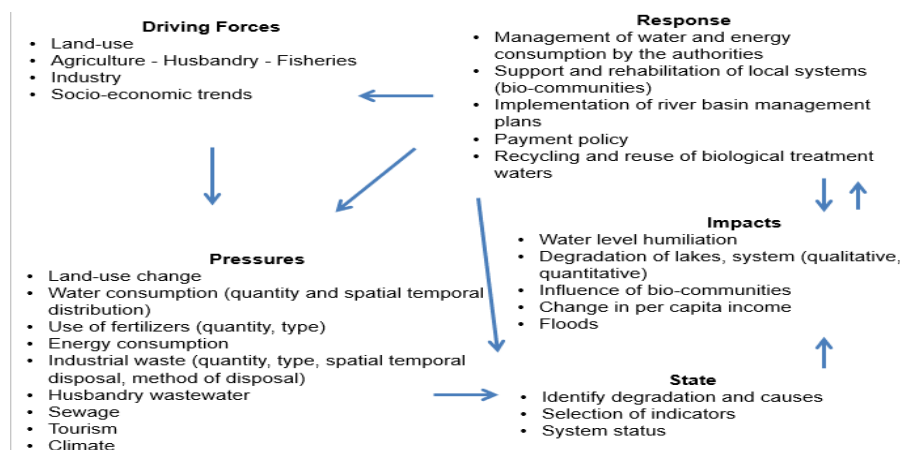 Driving Forces
• Land-use
• Agriculture - Husbandry - Fisheries
• Industry
• Socio-economic trends
Response
• Management of water and energy
consumption by the authorities
• Support and rehabilitation of local systems
(bio-communities)
• Implementation of river basin management
plans
• Payment policy
• Recycling and reuse of biological treatment
waters
Pressures
• Land-use change
• Water consumption (quantity and spatial temporal
distribution)
• Use of fertilizers (quantity, type)
• Energy consumption
• Industrial waste (quantity, type, spatial temporal
disposal, method of disposal)
• Husbandry wastewater
• Sewage
• Tourism
• Climate
Impacts
• Water level humiliation
• Degradation of lakes, system (qualitative,
quantitative)
• Influence of bio-communities
• Change in per capita income
• Floods
State
• Identify degradation and causes
• Selection of indicators
• System status